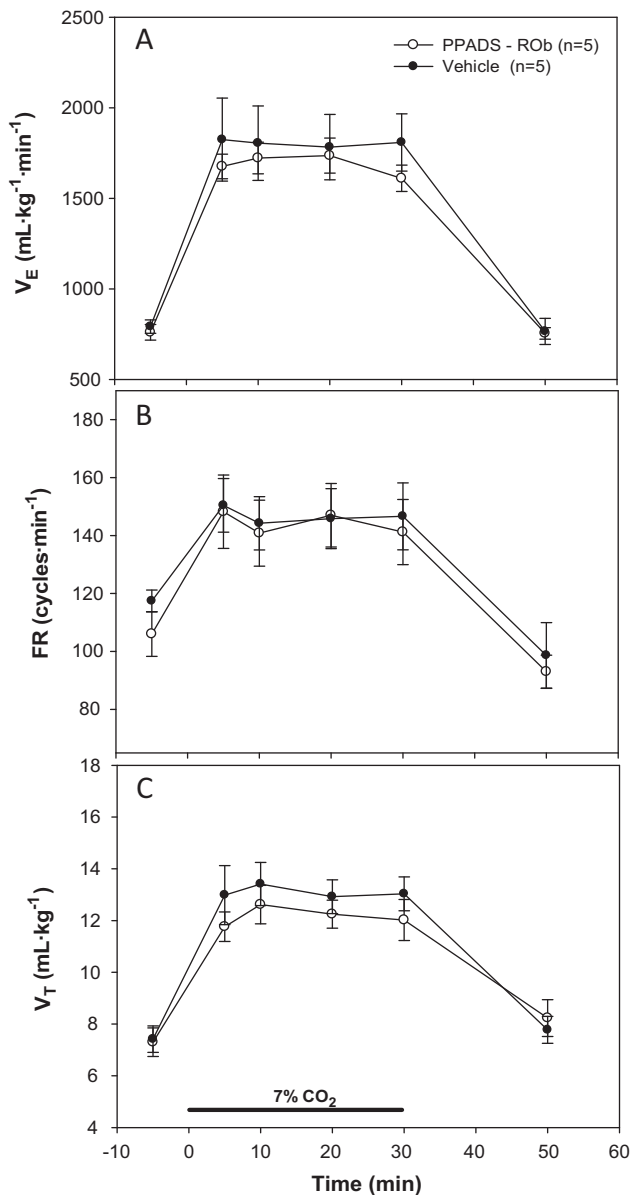 A
PPADS - ROb (n=5)
Vehicle (n=5)
2500
2000
1500
1000
500
V_E (mL·kg⁻¹·min⁻¹)
B
180
160
140
120
100
80
FR (cycles·min⁻¹)
C
18
16
14
12
10
8
6
4
V_T (mL·kg⁻¹)
7% CO₂
-10 0 10 20 30 40 50 60
Time (min)